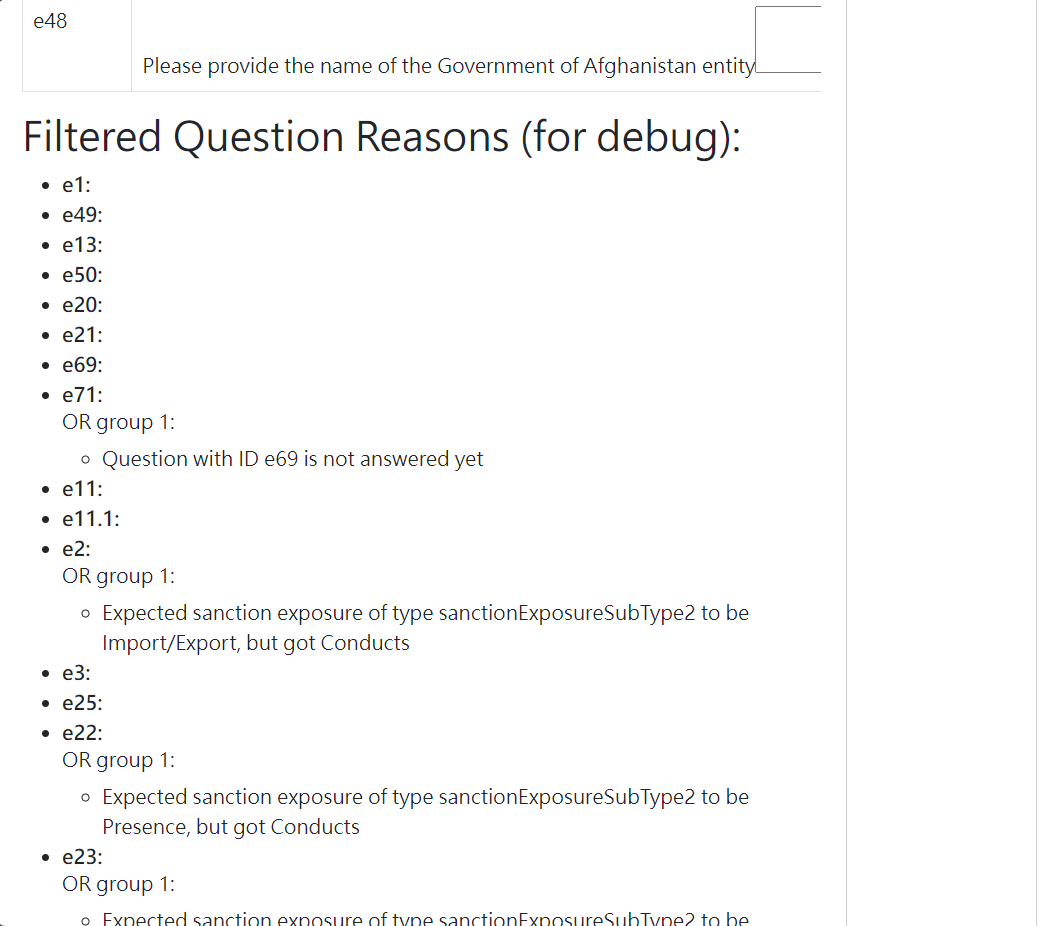 e48
Please provide the name of the Government of Afghanistan entity
Filtered Question Reasons (for debug):
e1:
e49:
e13:
e50:
e20:
e21:
e69:
e71:
OR group 1:
Question with ID e69 is not answered yet
e11:
e11.1:
e2:
OR group 1:
Expected sanction exposure of type sanctionExposureSubType2 to be
Import/Export, but got Conducts
e3:
e25:
e22:
OR group 1:
Expected sanction exposure of type sanctionExposureSubType2 to be
Presence, but got Conducts
e23:
OR group 1:
Expected sanction exposure of type sanctionExposureSubType2 to be